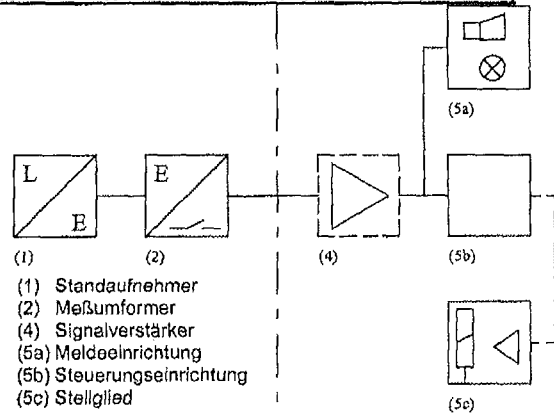 (5a)
L
E
E
(1)
(2)
(4)
(5b)
(1) Standaufnehmer
(2) Meßumformer
(4) Signalverstärker
(5a) Meldeeinrichtung
(5b) Steuerungseinrichtung
(5c) Stellglied
(5c)